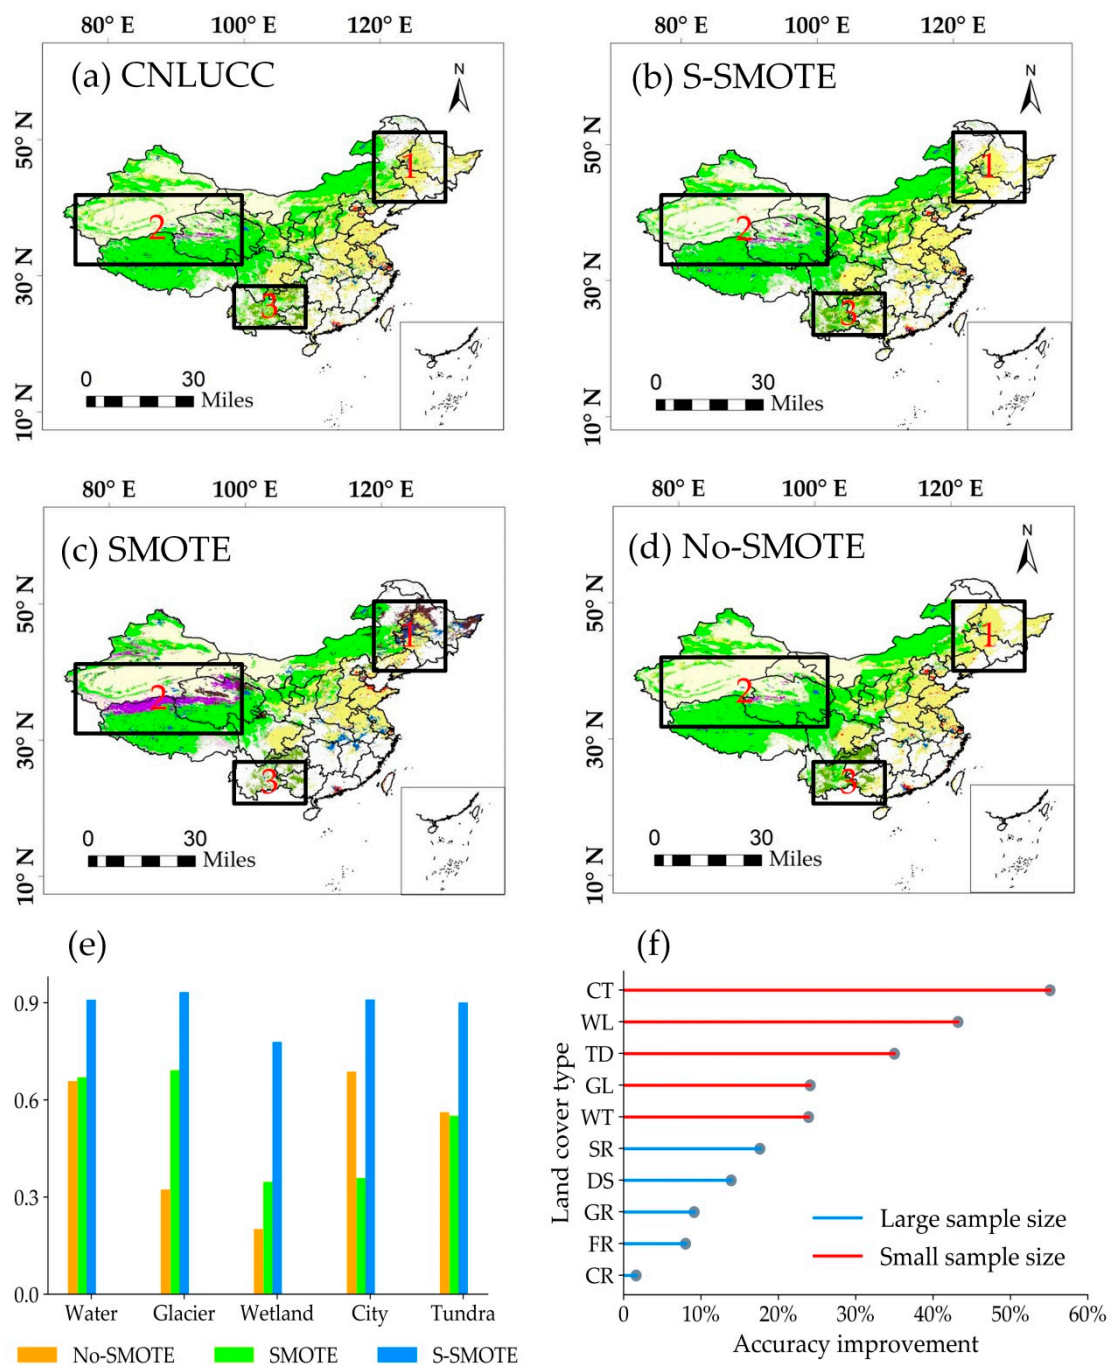 80° E 100° E 120° E
(a) CNLUCC
N
50° N
30° N
10° N
1
2
3
0 30
Miles
80° E 100° E 120° E
(b) S-SMOTE
N
50° N
30° N
10° N
1
2
3
0 30
Miles
80° E 100° E 120° E
(c) SMOTE
50° N
30° N
10° N
1
2
3
0 30
Miles
80° E 100° E 120° E
(d) No-SMOTE
N
50° N
30° N
10° N
1
2
3
0 30
Miles
(e)
0.9
0.6
0.3
0.0
Water Glacier Wetland City Tundra
No-SMOTE SMOTE S-SMOTE
(f)
Land cover type
CT
WL
TD
GL
WT
SR
DS
GR
FR
CR
Large sample size
Small sample size
0 10% 20% 30% 40% 50% 60%
Accuracy improvement